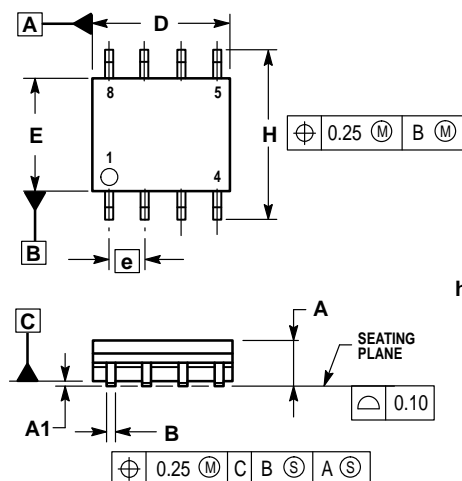 A
D
8
5
E
H
⌖ 0.25 Ⓜ B Ⓜ
1
4
B
e
h
C
A
SEATING
PLANE
⌓ 0.10
A1
B
⌖ 0.25 Ⓜ C B Ⓢ A Ⓢ